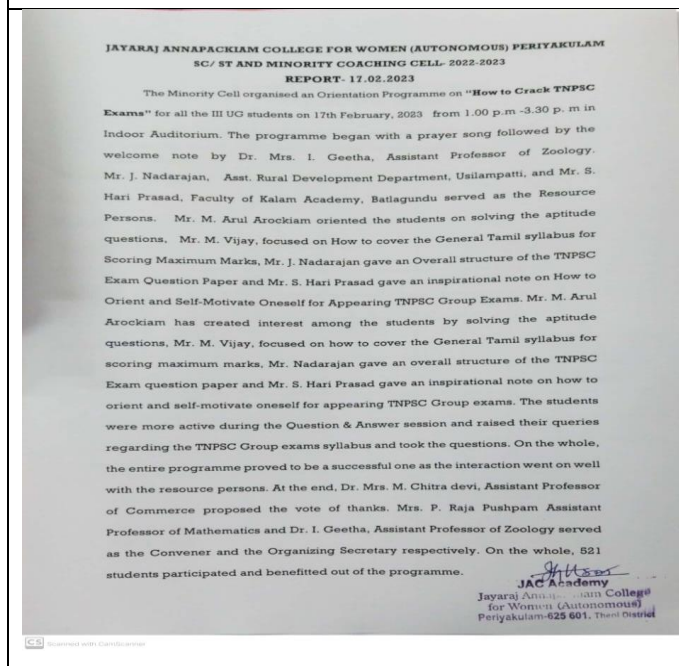 JAYARAJ ANNAPACKIAM COLLEGE FOR WOMEN (AUTONOMOUS) PERIYAKULAM
SC/ ST AND MINORITY COACHING CELL- 2022-2023
REPORT- 17.02.2023
The Minority Cell organised an Orientation Programme on "How to Crack TNPSC
Exams" for all the III UG students on 17th February, 2023 from 1.00 p.m -3.30 p. m in
Indoor Auditorium. The programme began with a prayer song followed by the
welcome note by Dr. Mrs. I. Geetha, Assistant Professor of Zoology.
Mr. J. Nadarajan, Asst. Rural Development Department, Usilampatti, and Mr. S.
Hari Prasad, Faculty of Kalam Academy, Batlagundu served as the Resource
Persons. Mr. M. Arul Arockiam oriented the students on solving the aptitude
questions, Mr. M. Vijay, focused on How to cover the General Tamil syllabus for
Scoring Maximum Marks, Mr. J. Nadarajan gave an Overall structure of the TNPSC
Exam Question Paper and Mr. S. Hari Prasad gave an inspirational note on How to
Orient and Self-Motivate Oneself for Appearing TNPSC Group Exams. Mr. M. Arul
Arockiam has created interest among the students by solving the aptitude
questions, Mr. M. Vijay, focused on how to cover the General Tamil syllabus for
scoring maximum marks, Mr. Nadarajan gave an overall structure of the TNPSC
Exam question paper and Mr. S. Hari Prasad gave an inspirational note on how to
orient and self-motivate oneself for appearing TNPSC Group exams. The students
were more active during the Question & Answer session and raised their queries
regarding the TNPSC Group exams syllabus and took the questions. On the whole,
the entire programme proved to be a successful one as the interaction went on well
with the resource persons. At the end, Dr. Mrs. M. Chitra devi, Assistant Professor
of Commerce proposed the vote of thanks. Mrs. P. Raja Pushpam Assistant
Professor of Mathematics and Dr. I. Geetha, Assistant Professor of Zoology served
as the Convener and the Organizing Secretary respectively. On the whole, 521
students participated and benefitted out of the programme.
JAC Academy
Jayaraj College
for Women (Autonomous)
Periyakulam-625 601. Theni District
CS Scanned with CamScanner